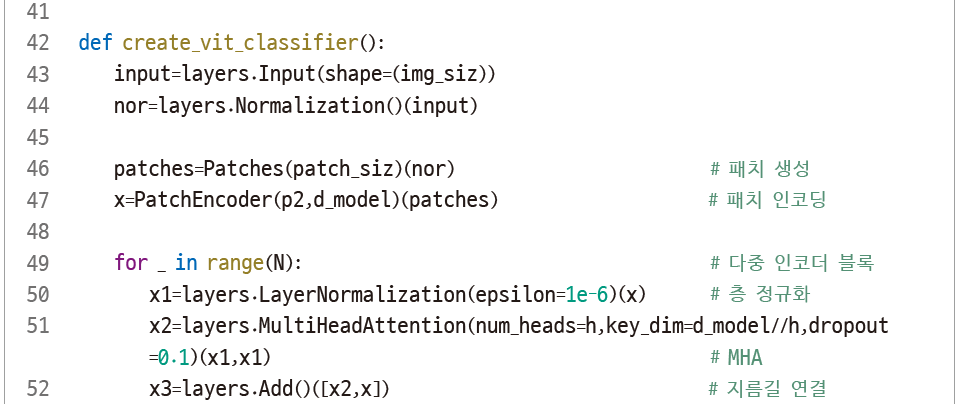 41
42 def create_vit_classifier():
43 input=layers.Input(shape=(img_siz))
44 nor=layers.Normalization()(input)
45
46 patches=Patches(patch_siz)(nor) # 패치 생성
47 x=PatchEncoder(p2,d_model)(patches) # 패치 인코딩
48
49 for _ in range(N): # 다중 인코더 블록
50 x1=layers.LayerNormalization(epsilon=1e-6)(x) # 층 정규화
51 x2=layers.MultiHeadAttention(num_heads=h,key_dim=d_model//h,dropout
=0.1)(x1,x1) # MHA
52 x3=layers.Add()([x2,x]) # 지름길 연결